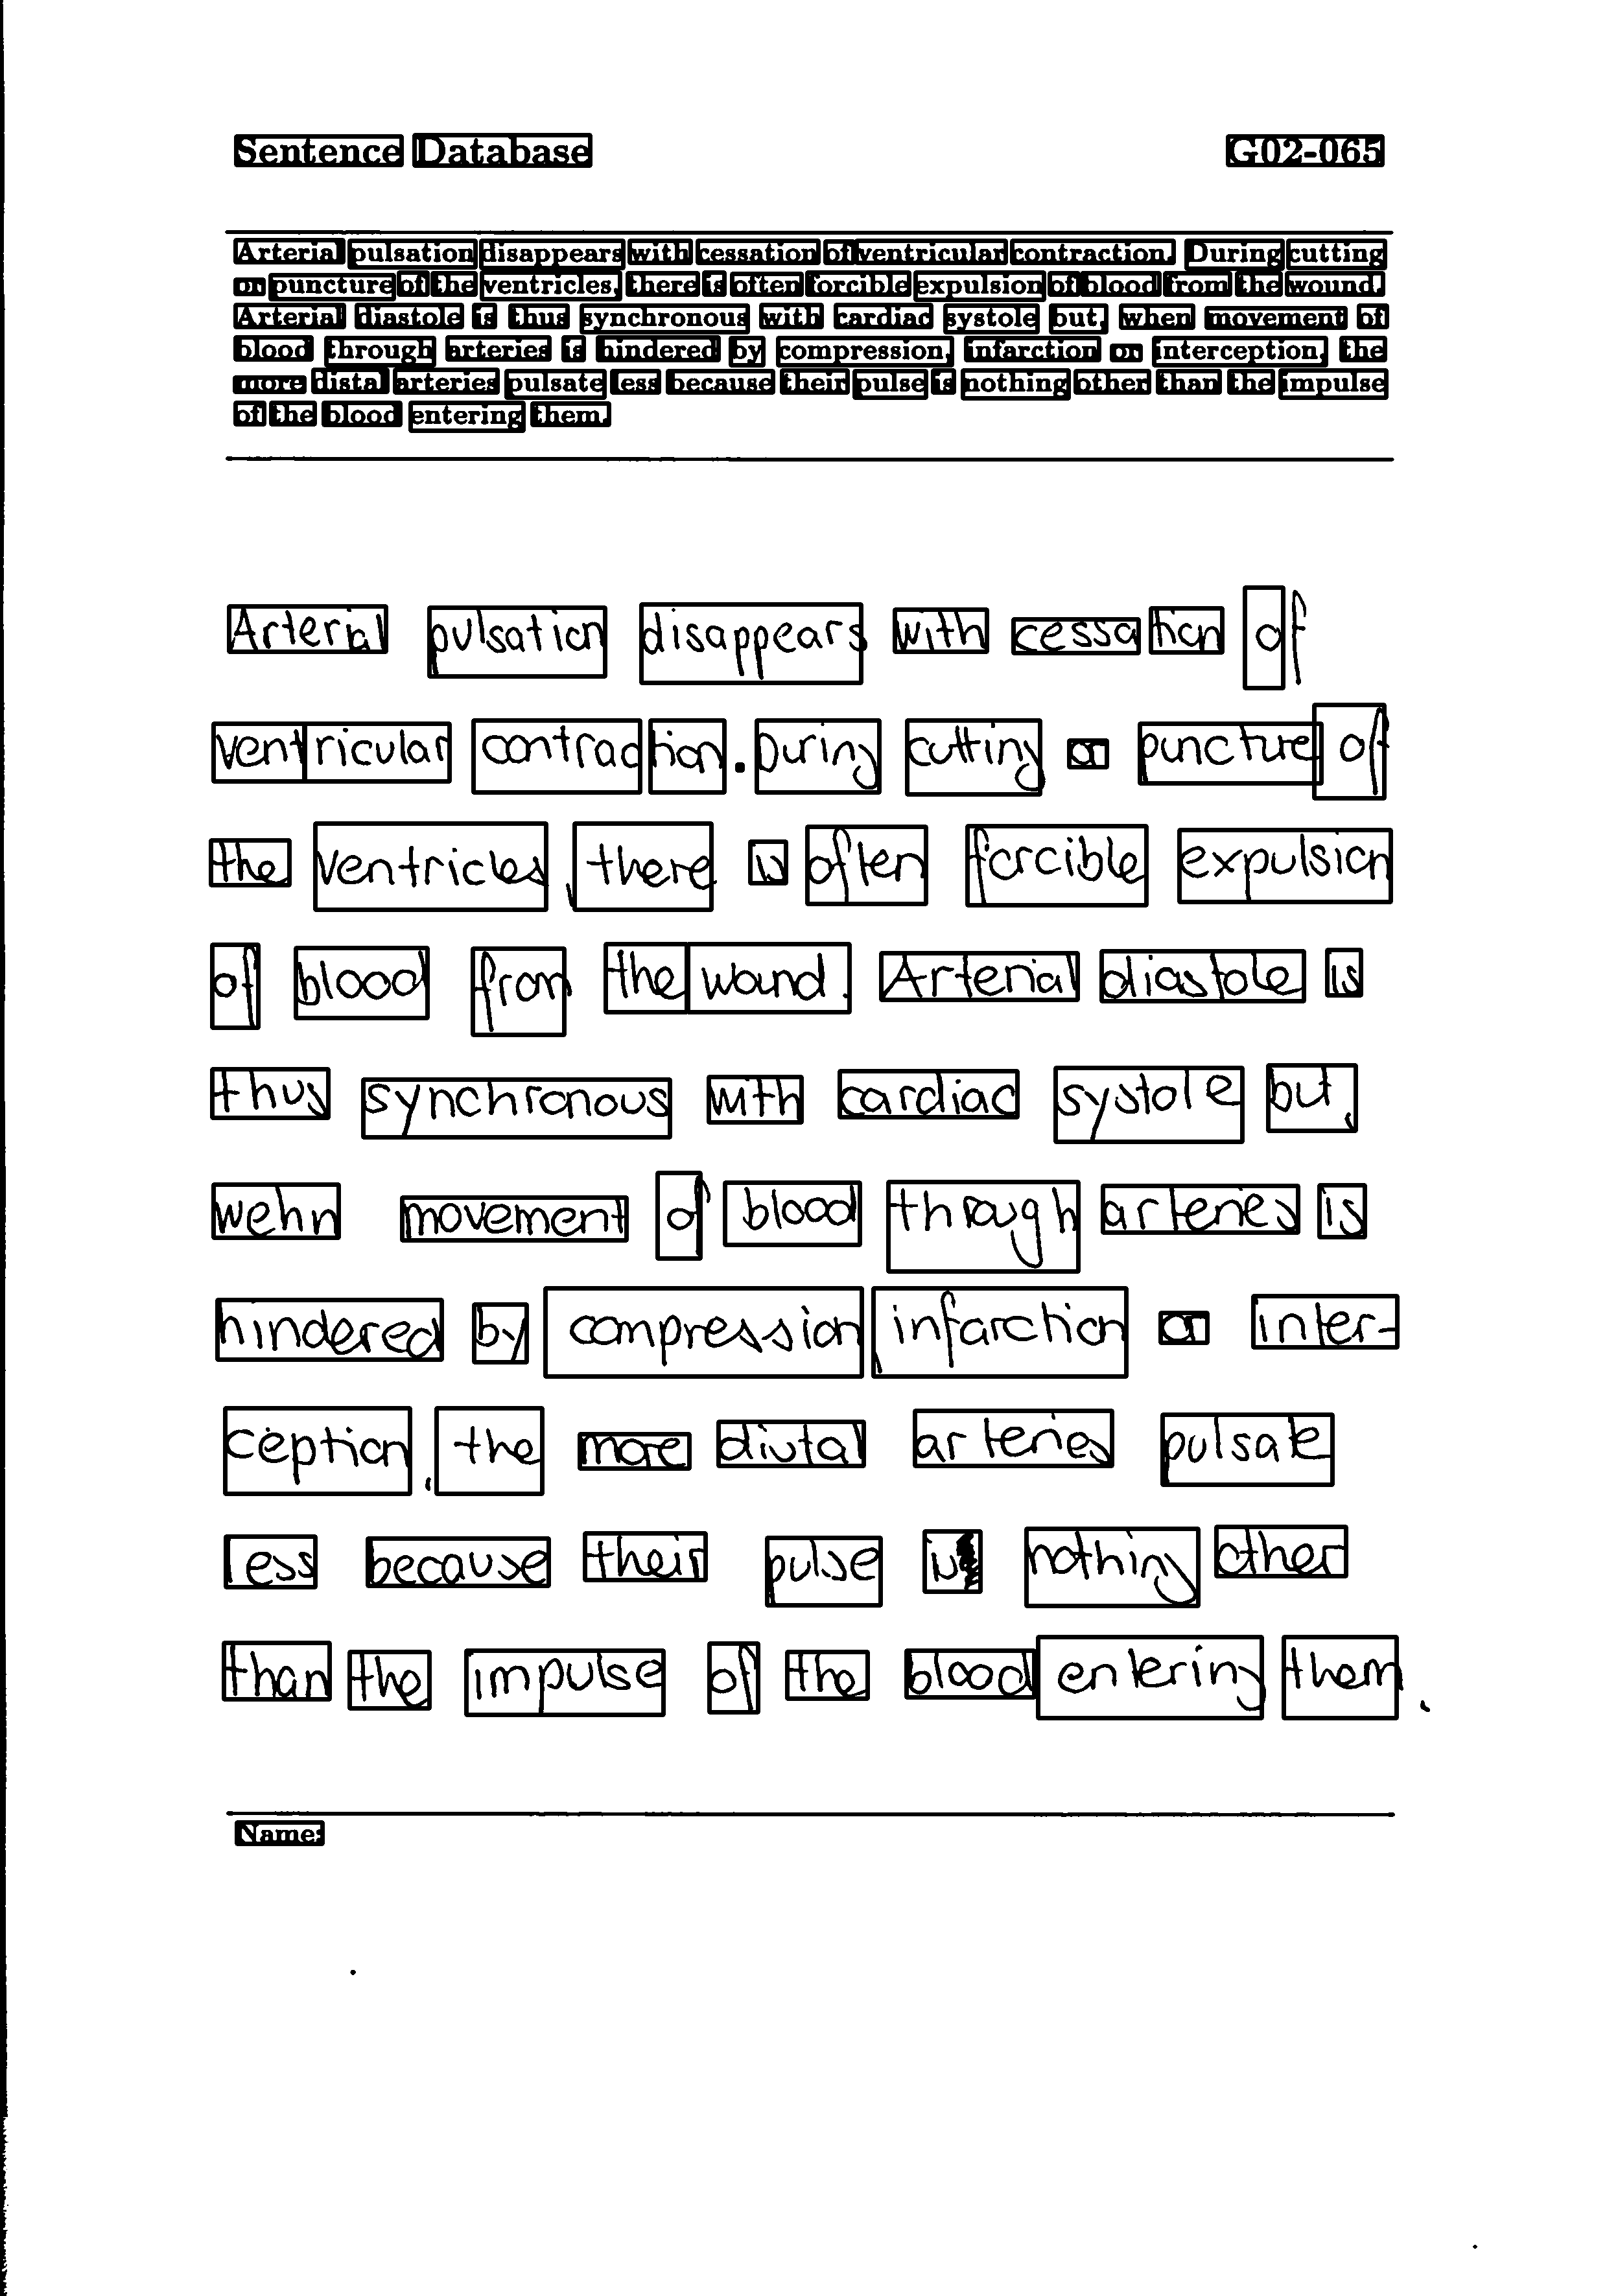 Sentence Database G02-065
Arterial pulsation disappears with cessation of ventricular contraction. During cutting
or puncture of the ventricles, there is often forcible expulsion of blood from the wound.
Arterial diastole is thus synchronous with cardiac systole but, when movement of
blood through arteries is hindered by compression, infarction or interception, the
more distal arteries pulsate less because their pulse is nothing other than the impulse
of the blood entering them.
Arterial pulsation disappears with cessation of
ventricular contraction. During cutting or puncture of
the ventricles, there is often forcible expulsion
of blood from the wound. Arterial diastole is
thus synchronous with cardiac systole but,
wehn movement of blood through arteries is
hindered by compression, infarction or inter-
ception, the more distal arteries pulsate
less because their pulse is nothing other
than the impulse of the blood entering them.
Name: